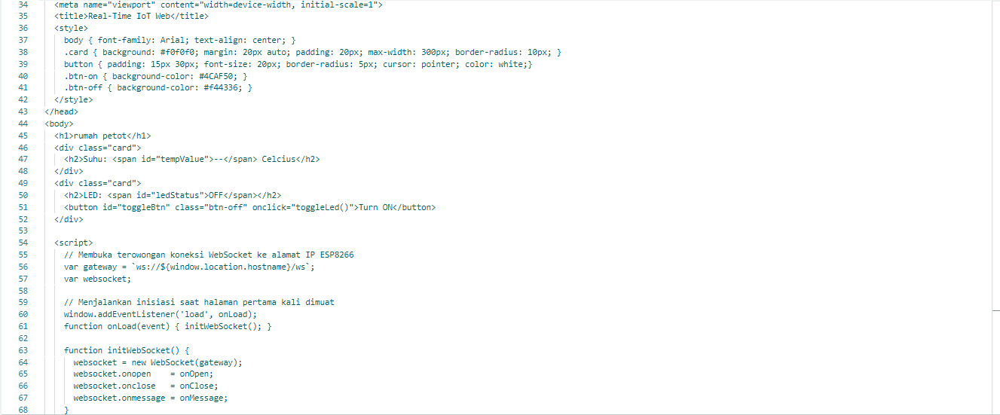 34 <meta name="viewport" content="width=device-width, initial-scale=1">
35 <title>Real-Time IoT Web</title>
36 <style>
37 body { font-family: Arial; text-align: center; }
38 .card { background: #f0f0f0; margin: 20px auto; padding: 20px; max-width: 300px; border-radius: 10px; }
39 button { padding: 15px 30px; font-size: 20px; border-radius: 5px; cursor: pointer; color: white;}
40 .btn-on { background-color: #4CAF50; }
41 .btn-off { background-color: #f44336; }
42 </style>
43 </head>
44 <body>
45 <h1>rumah petot</h1>
46 <div class="card">
47 <h2>Suhu: <span id="tempValue">--</span> Celcius</h2>
48 </div>
49 <div class="card">
50 <h2>LED: <span id="ledStatus">OFF</span></h2>
51 <button id="toggleBtn" class="btn-off" onclick="toggleLed()">Turn ON</button>
52 </div>
53
54 <script>
55 // Membuka terowongan koneksi WebSocket ke alamat IP ESP8266
56 var gateway = `ws://${window.location.hostname}/ws`;
57 var websocket;
58
59 // Menjalankan inisiasi saat halaman pertama kali dimuat
60 window.addEventListener('load', onLoad);
61 function onLoad(event) { initWebSocket(); }
62
63 function initWebSocket() {
64 websocket = new WebSocket(gateway);
65 websocket.onopen    = onOpen;
66 websocket.onclose   = onClose;
67 websocket.onmessage = onMessage;
68 }